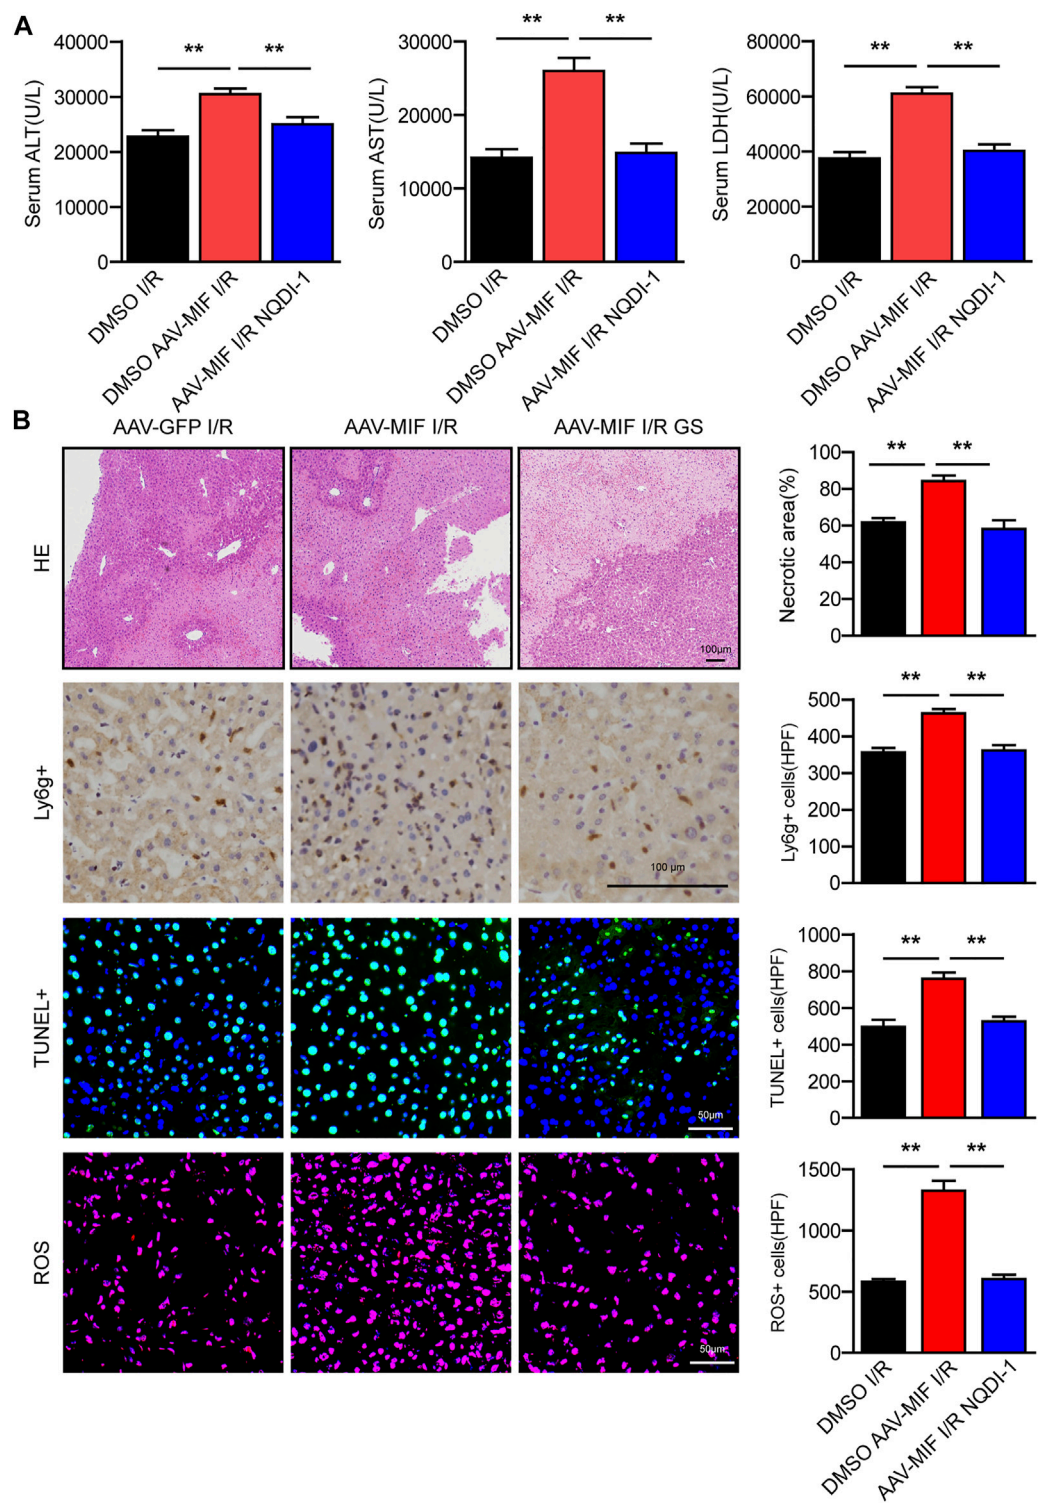 A
** **
40000
30000
20000
10000
0
Serum ALT(U/L)
DMSO I/R
DMSO AAV-MIF I/R
AAV-MIF I/R NQDI-1
** **
30000
20000
10000
0
Serum AST(U/L)
DMSO I/R
DMSO AAV-MIF I/R
AAV-MIF I/R NQDI-1
** **
80000
60000
40000
20000
0
Serum LDH(U/L)
DMSO I/R
DMSO AAV-MIF I/R
AAV-MIF I/R NQDI-1
B
AAV-GFP I/R
AAV-MIF I/R
AAV-MIF I/R GS
HE
100µm
** **
100
80
60
40
20
0
Necrotic area(%)
Ly6g+
100 µm
** **
500
400
300
200
100
0
Ly6g+ cells(HPF)
TUNEL+
50µm
** **
1000
800
600
400
200
0
TUNEL+ cells(HPF)
ROS
50µm
** **
1500
1000
500
0
ROS+ cells(HPF)
DMSO I/R
DMSO AAV-MIF I/R
AAV-MIF I/R NQDI-1